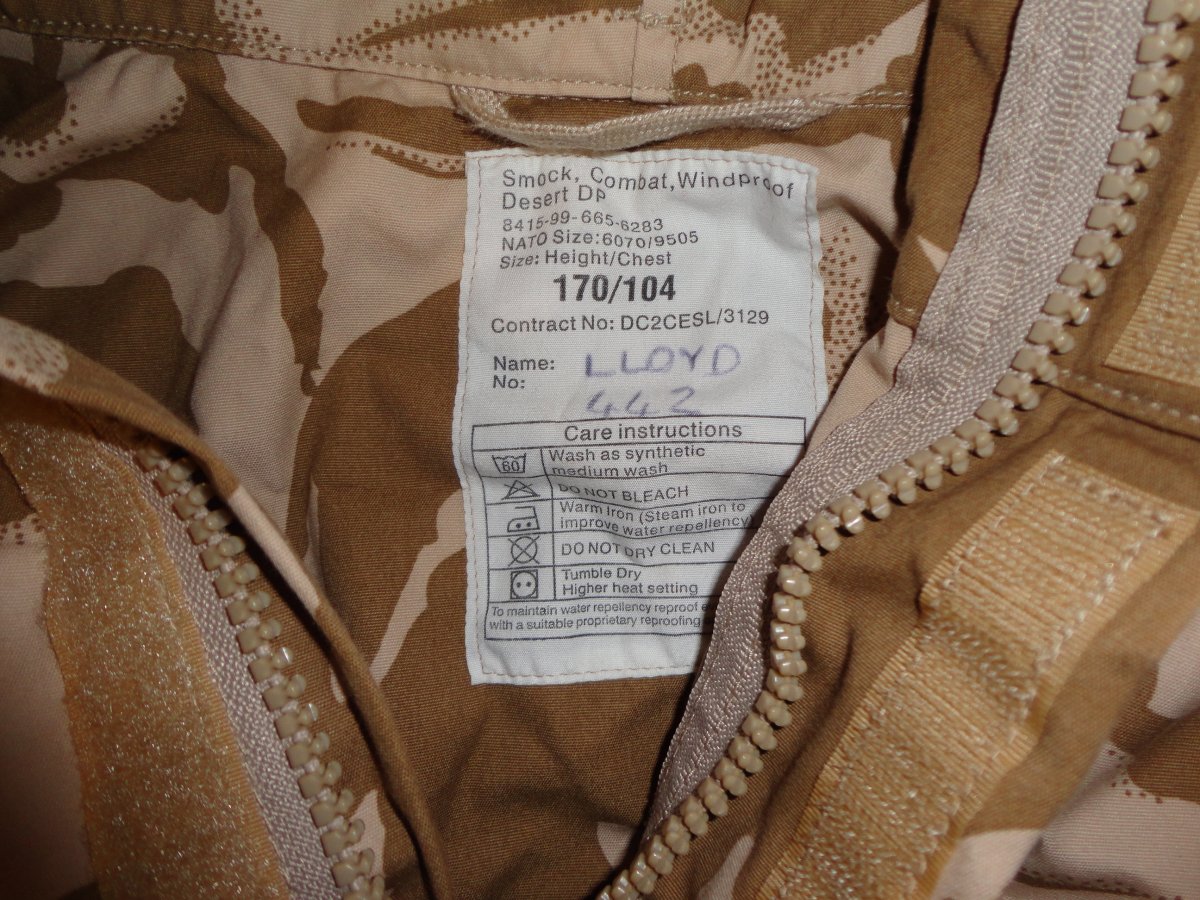 Smock, Combat, Windproof
Desert DP
8415-99-665-6283
NATO Size:6070/9505
Size: Height/Chest
170/104
Contract No: DC2CESL/3129
Name: LLOYD
No: 442
Care instructions
60 Wash as synthetic
medium wash
DO NOT BLEACH
Warm Iron (Steam iron to
improve water repellency)
DO NOT DRY CLEAN
Tumble Dry
Higher heat setting
To maintain water repellency reproof
with a suitable proprietary reproofing